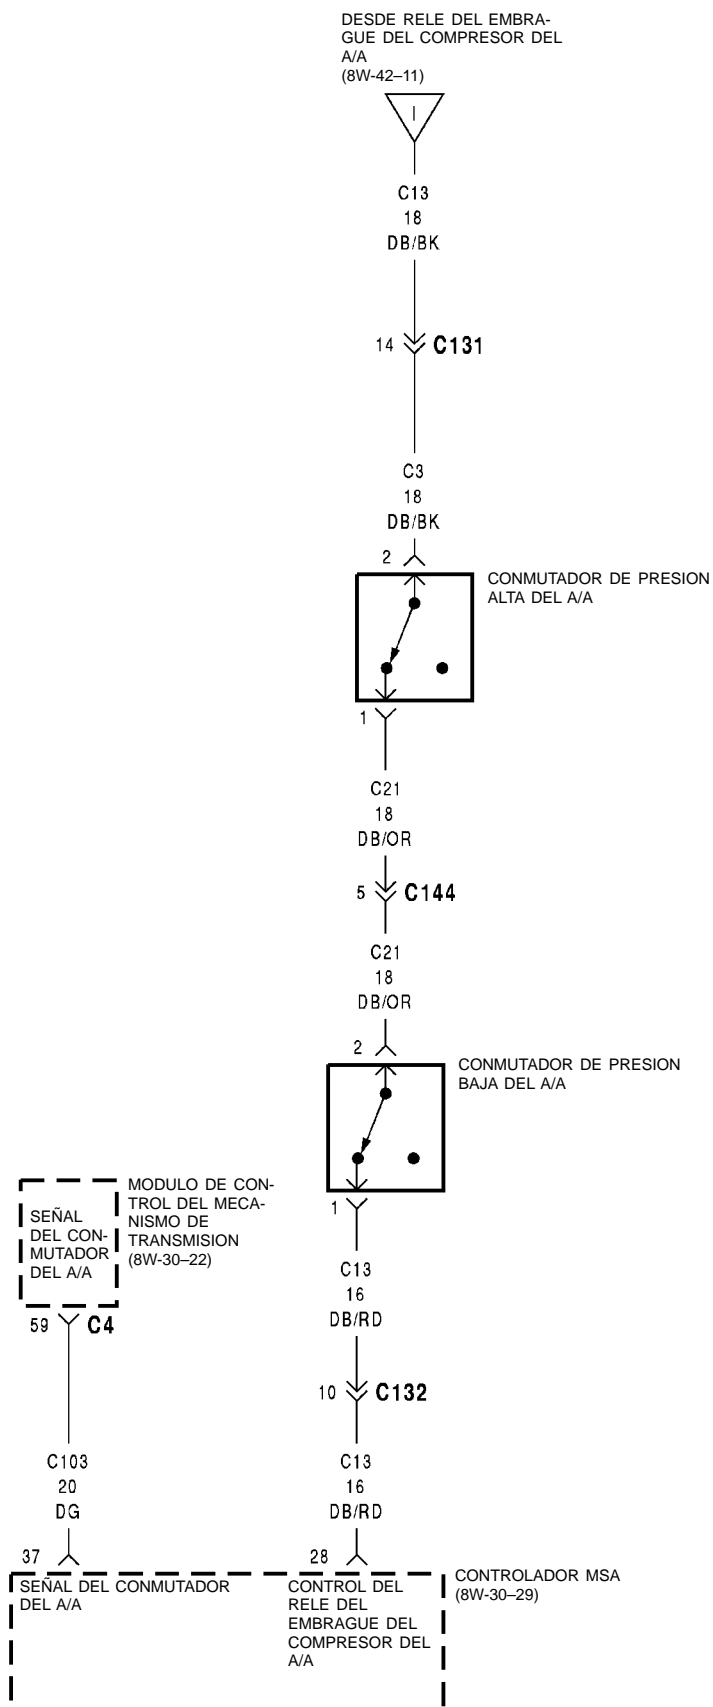 DESDE RELE DEL EMBRA-
GUE DEL COMPRESOR DEL
A/A
(8W-42–11)
I
C13
18
DB/BK
14 C131
C3
18
DB/BK
2
CONMUTADOR DE PRESION
ALTA DEL A/A
1
C21
18
DB/OR
5 C144
C21
18
DB/OR
2
CONMUTADOR DE PRESION
BAJA DEL A/A
1
C13
16
DB/RD
10 C132
C13
16
DB/RD
28
MODULO DE CON-
TROL DEL MECA-
NISMO DE
TRANSMISION
(8W-30–22)
SEÑAL
DEL CON-
MUTADOR
DEL A/A
59 C4
C103
20
DG
37
SEÑAL DEL CONMUTADOR
DEL A/A
CONTROL DEL
RELE DEL
EMBRAGUE DEL
COMPRESOR DEL
A/A
CONTROLADOR MSA
(8W-30–29)